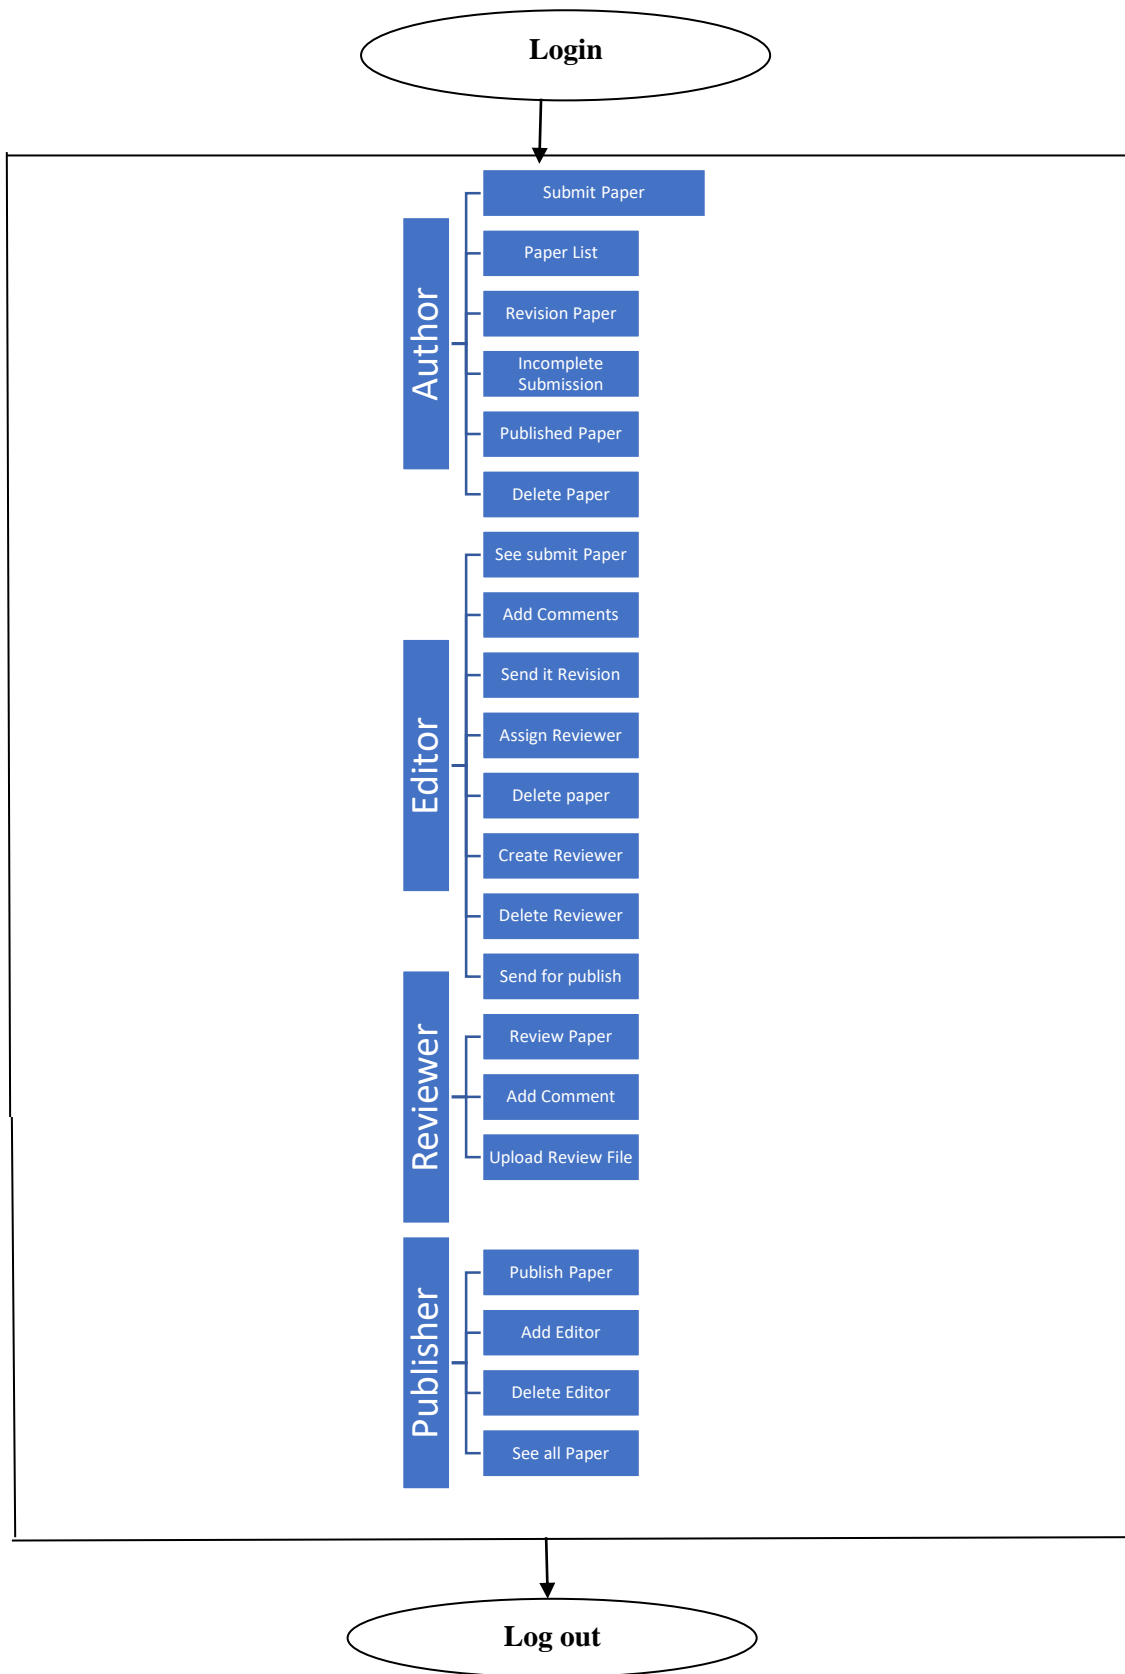 Login
Author
Submit Paper
Paper List
Revision Paper
Incomplete
Submission
Published Paper
Delete Paper
Editor
See submit Paper
Add Comments
Send it Revision
Assign Reviewer
Delete paper
Create Reviewer
Delete Reviewer
Send for publish
Reviewer
Review Paper
Add Comment
Upload Review File
Publisher
Publish Paper
Add Editor
Delete Editor
See all Paper
Log out